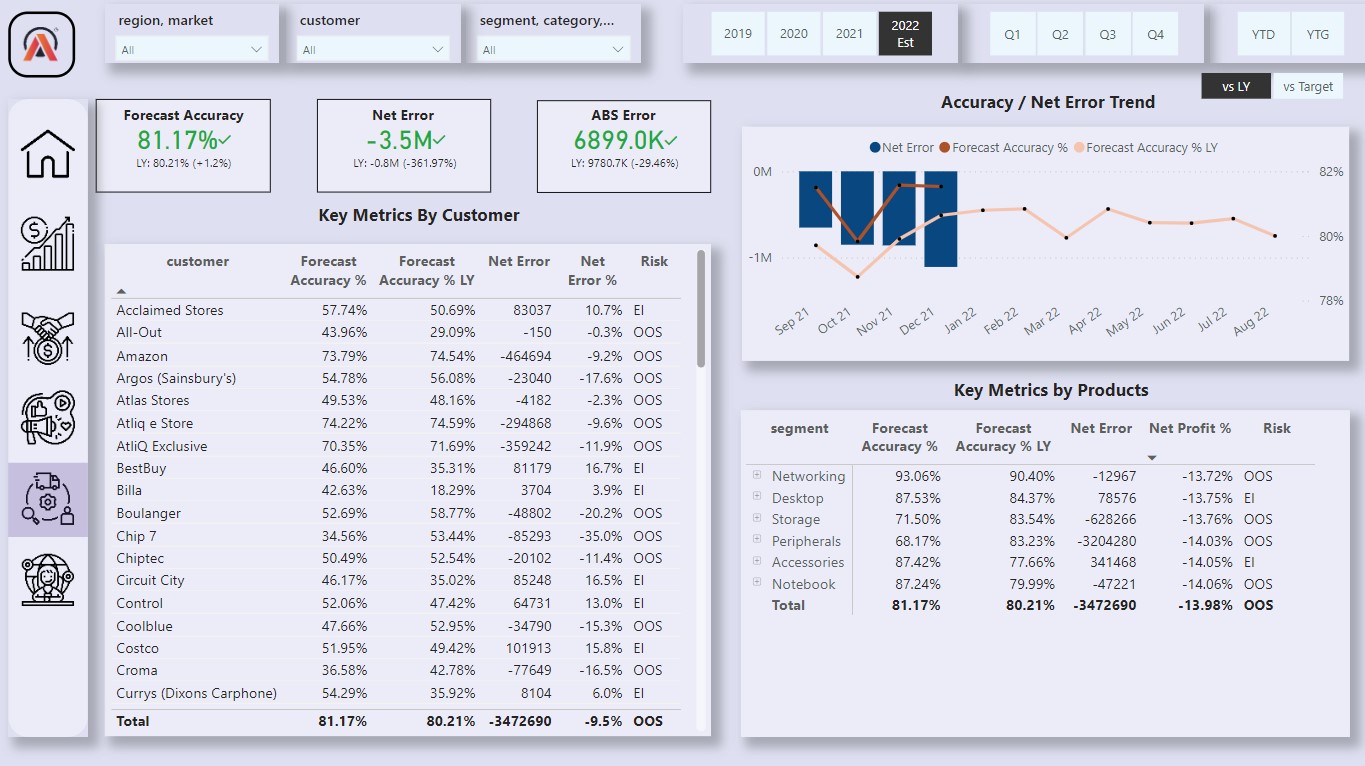 region, market
All
customer
All
segment, category,...
All
2019
2020
2021
2022
Est
Q1
Q2
Q3
Q4
YTD
YTG
vs LY
vs Target
Forecast Accuracy
81.17%
LY: 80.21% (+1.2%)
Net Error
-3.5M
LY: -0.8M (-361.97%)
ABS Error
6899.0K
LY: 9780.7K (-29.46%)
Key Metrics By Customer
customer Forecast Accuracy % Forecast Accuracy % LY Net Error Net Error % Risk
Acclaimed Stores 57.74% 50.69% 83037 10.7% EI
All-Out 43.96% 29.09% -150 -0.3% OOS
Amazon 73.79% 74.54% -464694 -9.2% OOS
Argos (Sainsbury's) 54.78% 56.08% -23040 -17.6% OOS
Atlas Stores 49.53% 48.16% -4182 -2.3% OOS
Atliq e Store 74.22% 74.59% -294868 -9.6% OOS
AtliQ Exclusive 70.35% 71.69% -359242 -11.9% OOS
BestBuy 46.60% 35.31% 81179 16.7% EI
Billa 42.63% 18.29% 3704 3.9% EI
Boulanger 52.69% 58.77% -48802 -20.2% OOS
Chip 7 34.56% 53.44% -85293 -35.0% OOS
Chiptec 50.49% 52.54% -20102 -11.4% OOS
Circuit City 46.17% 35.02% 85248 16.5% EI
Control 52.06% 47.42% 64731 13.0% EI
Coolblue 47.66% 52.95% -34790 -15.3% OOS
Costco 51.95% 49.42% 101913 15.8% EI
Croma 36.58% 42.78% -77649 -16.5% OOS
Currys (Dixons Carphone) 54.29% 35.92% 8104 6.0% EI
Total 81.17% 80.21% -3472690 -9.5% OOS
Accuracy / Net Error Trend
Net Error Forecast Accuracy % Forecast Accuracy % LY
0M
-1M
82%
80%
78%
Sep 21
Oct 21
Nov 21
Dec 21
Jan 22
Feb 22
Mar 22
Apr 22
May 22
Jun 22
Jul 22
Aug 22
Key Metrics by Products
segment Forecast Accuracy % Forecast Accuracy % LY Net Error Net Profit % Risk
Networking 93.06% 90.40% -12967 -13.72% OOS
Desktop 87.53% 84.37% 78576 -13.75% EI
Storage 71.50% 83.54% -628266 -13.76% OOS
Peripherals 68.17% 83.23% -3204280 -14.03% OOS
Accessories 87.42% 77.66% 341468 -14.05% EI
Notebook 87.24% 79.99% -47221 -14.06% OOS
Total 81.17% 80.21% -3472690 -13.98% OOS